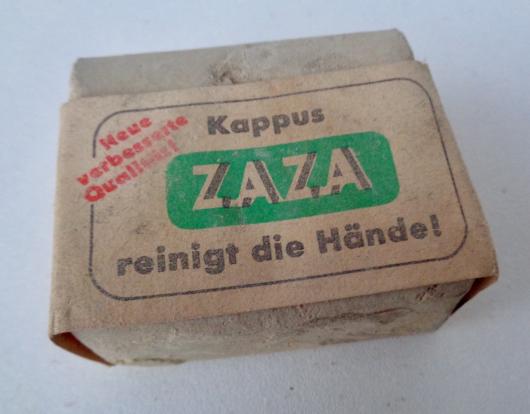 Neue
verbesserte
Qualität!
Kappus
ZAZA
reinigt die Hände!